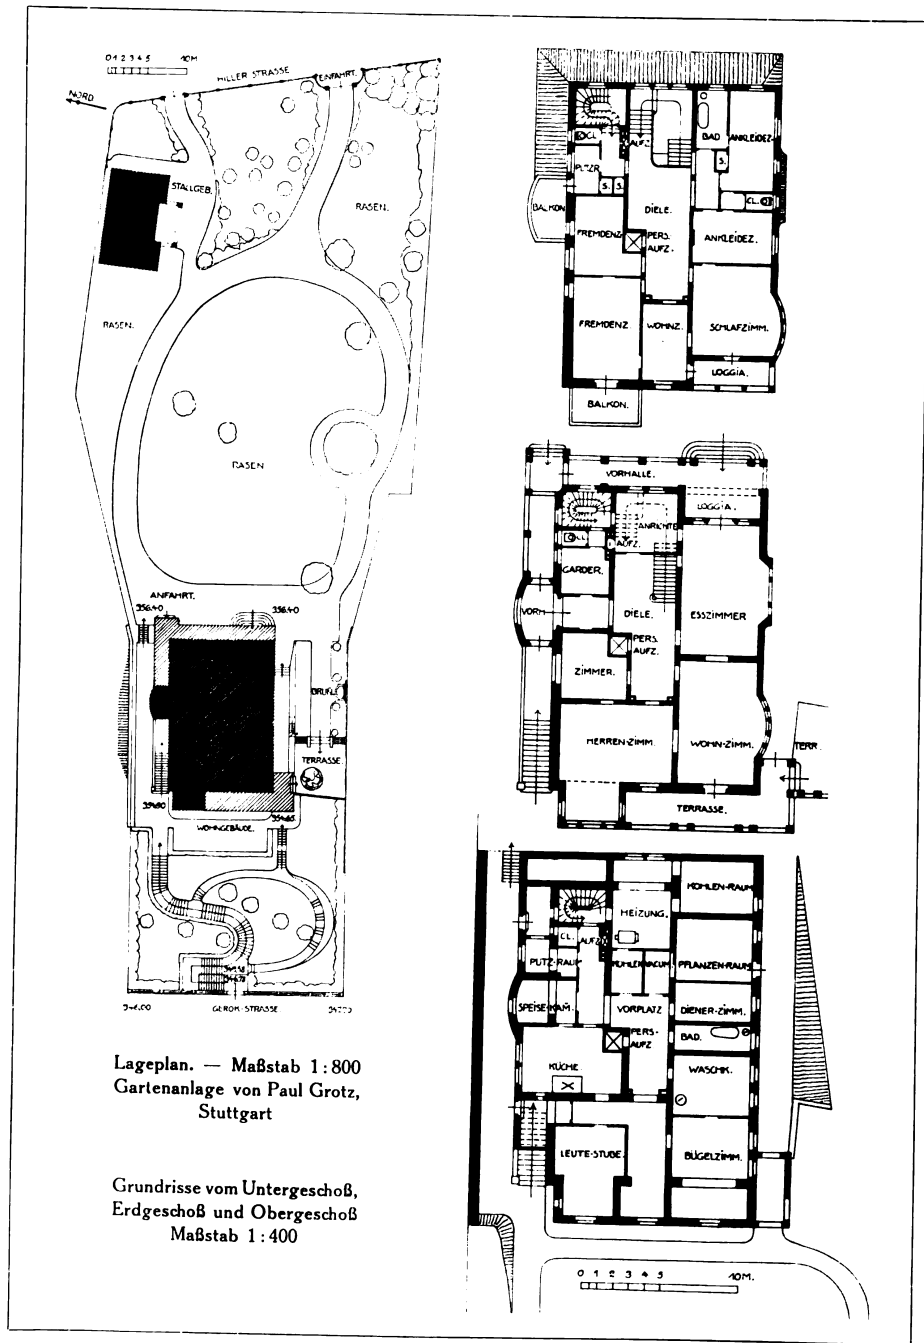 0 1 2 3 4 5 10M
HILLER STRASSE
EINFAHRT.
NORD
STALLGEB.
RASEN.
RASEN.
RASEN
ANFAHRT.
356.40
356.40
TERRASSE.
WOHNGEBÄUDE.
GEROK-STRASSE.
Lageplan. — Maßstab 1:800
Gartenanlage von Paul Grotz,
Stuttgart
Grundrisse vom Untergeschoß,
Erdgeschoß und Obergeschoß
Maßstab 1:400
BAD
ANKLEIDEZ.
CL.
AUFZ.
PUTZR.
S.
S.
S.
CL.
BALKON
DIELE.
FREMDENZ.
PERS.
AUFZ.
ANKLEIDEZ.
FREMDENZ.
WOHNZ.
SCHLAFZIMM.
LOGGIA.
BALKON.
VORHALLE.
LOGGIA.
ANRICHTE
CL.
AUFZ.
GARDER.
VORH.
DIELE.
ESSZIMMER
PERS.
AUFZ.
ZIMMER.
HERREN-ZIMM.
WOHN-ZIMM.
TERR.
TERRASSE.
KOHLEN-RAUM
HEIZUNG.
CL.
AUFZ.
PUTZ-RAUM
KOHLEN
VACUM.
PFLANZEN-RAUM
SPEISE-KAM.
VORPLATZ
DIENER-ZIMM.
PERS-
AUFZ
BAD.
KÜCHE.
WASCHK.
LEUTE-STUBE.
BÜGELZIMM.
0 1 2 3 4 5 10M.